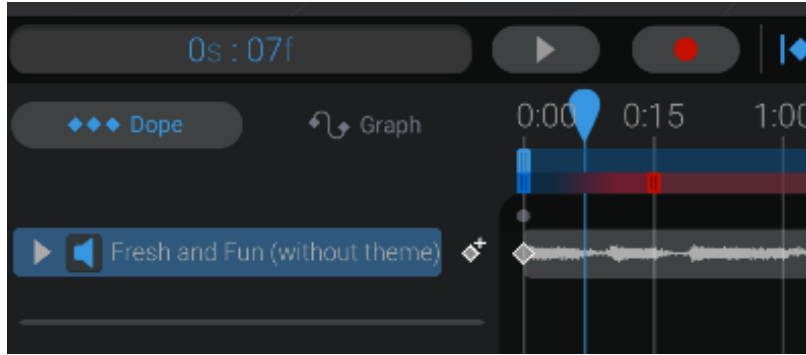 0s : 07f
Dope
Graph
0:00
0:15
1:00
Fresh and Fun (without theme)